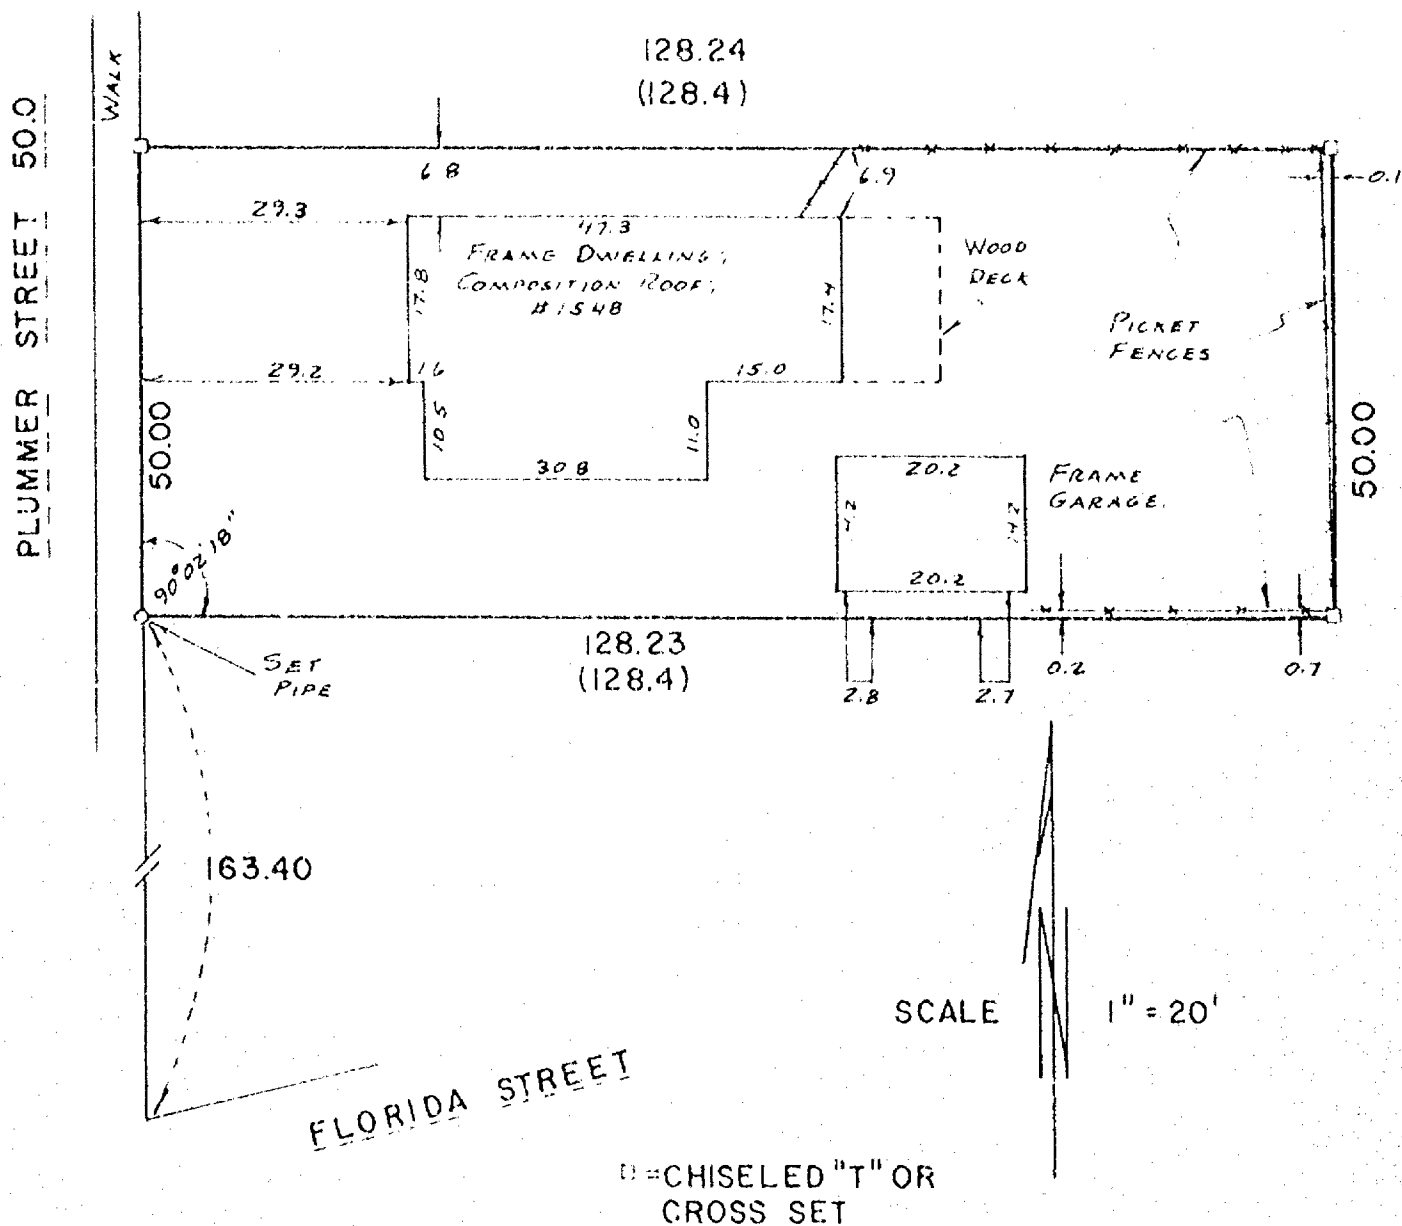 128.24
(128.4)
WALK
PLUMMER STREET 50.0
6.8
6.9
0.1
29.3
47.3
FRAME DWELLING,
COMPOSITION ROOF,
#1548
17.8
17.4
WOOD
DECK
PICKET
FENCES
29.2
1.6
15.0
10.5
11.0
30.8
50.00
50.00
20.2
FRAME
GARAGE.
14.2
20.2
90°02'18"
128.23
(128.4)
SET
PIPE
2.8
2.7
0.2
0.7
163.40
SCALE 1" = 20'
FLORIDA STREET
=CHISELED "T" OR
CROSS SET